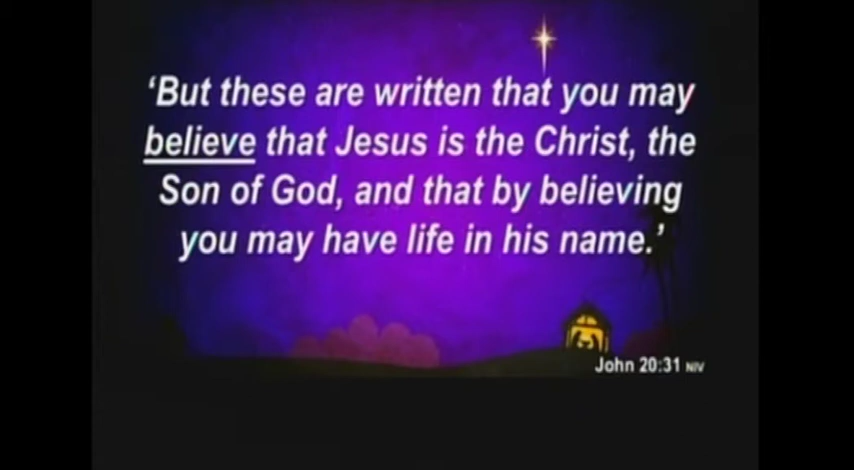 ‘But these are written that you may
believe that Jesus is the Christ, the
Son of God, and that by believing
you may have life in his name.’
John 20:31 NIV